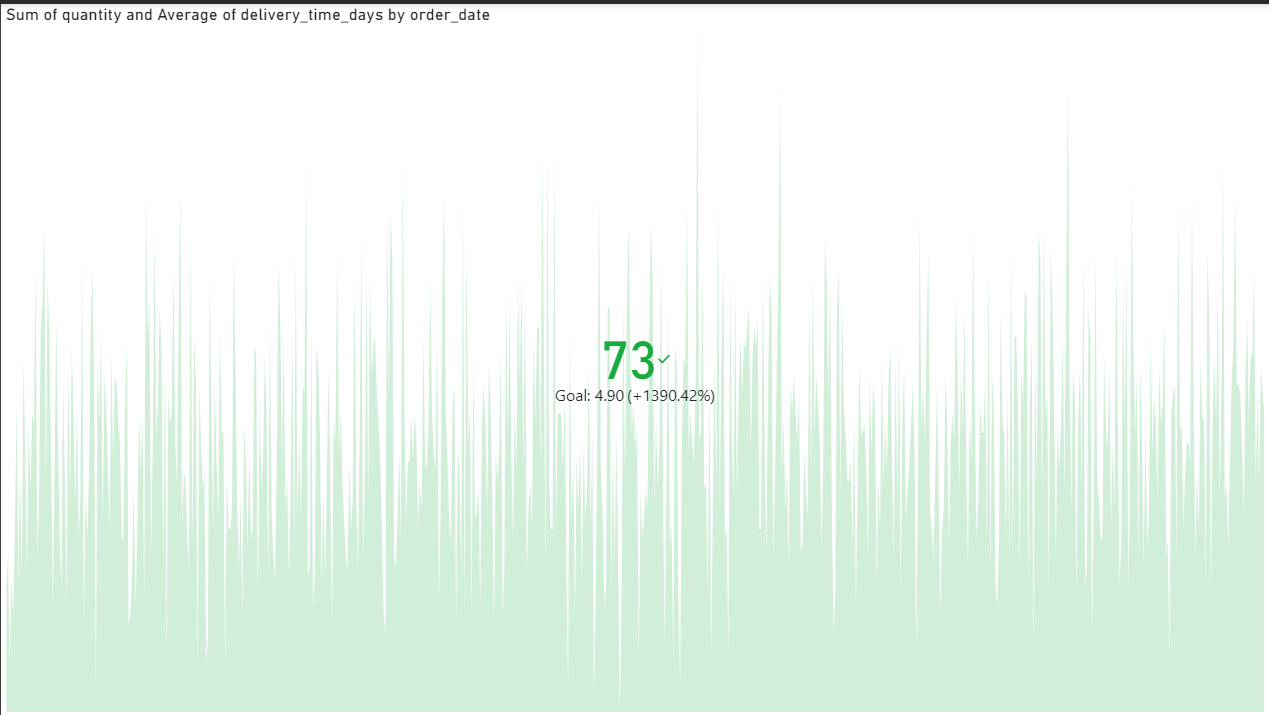 Sum of quantity and Average of delivery_time_days by order_date
73
Goal: 4.90 (+1390.42%)